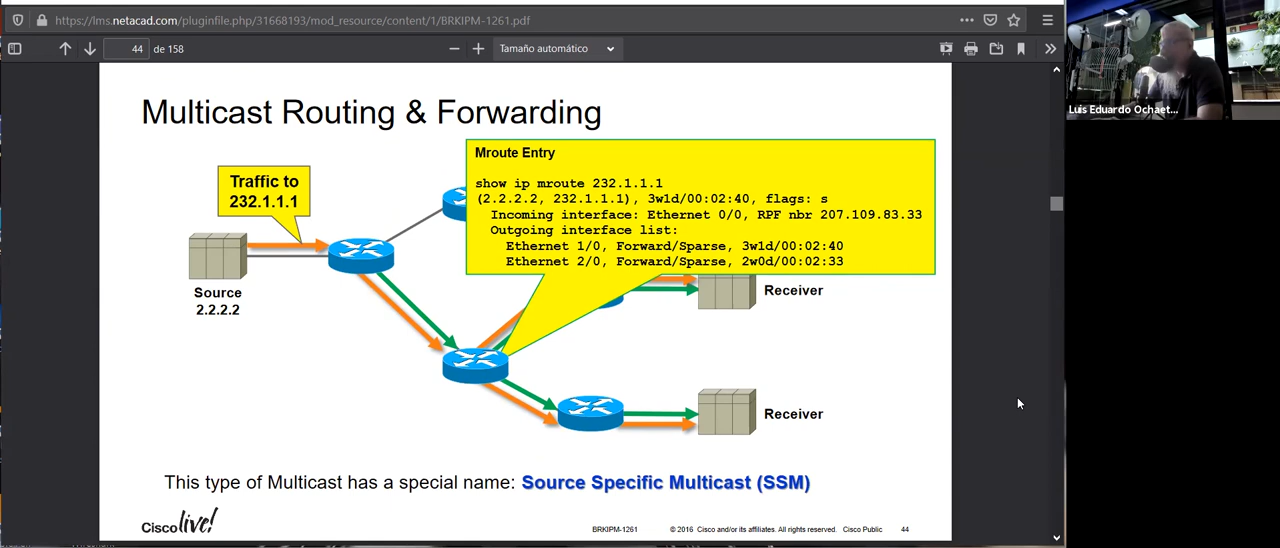 https://lms.netacad.com/pluginfile.php/31668193/mod_resource/content/1/BRKIPM-1261.pdf
44 de 158
Tamaño automático
Luis Eduardo Ochaet...
Multicast Routing & Forwarding
Traffic to
232.1.1.1
Mroute Entry
show ip mroute 232.1.1.1
(2.2.2.2, 232.1.1.1), 3w1d/00:02:40, flags: s
Incoming interface: Ethernet 0/0, RPF nbr 207.109.83.33
Outgoing interface list:
Ethernet 1/0, Forward/Sparse, 3w1d/00:02:40
Ethernet 2/0, Forward/Sparse, 2w0d/00:02:33
Source
2.2.2.2
Receiver
Receiver
This type of Multicast has a special name: Source Specific Multicast (SSM)
Cisco live!
BRKIPM-1261 © 2016 Cisco and/or its affiliates. All rights reserved. Cisco Public 44